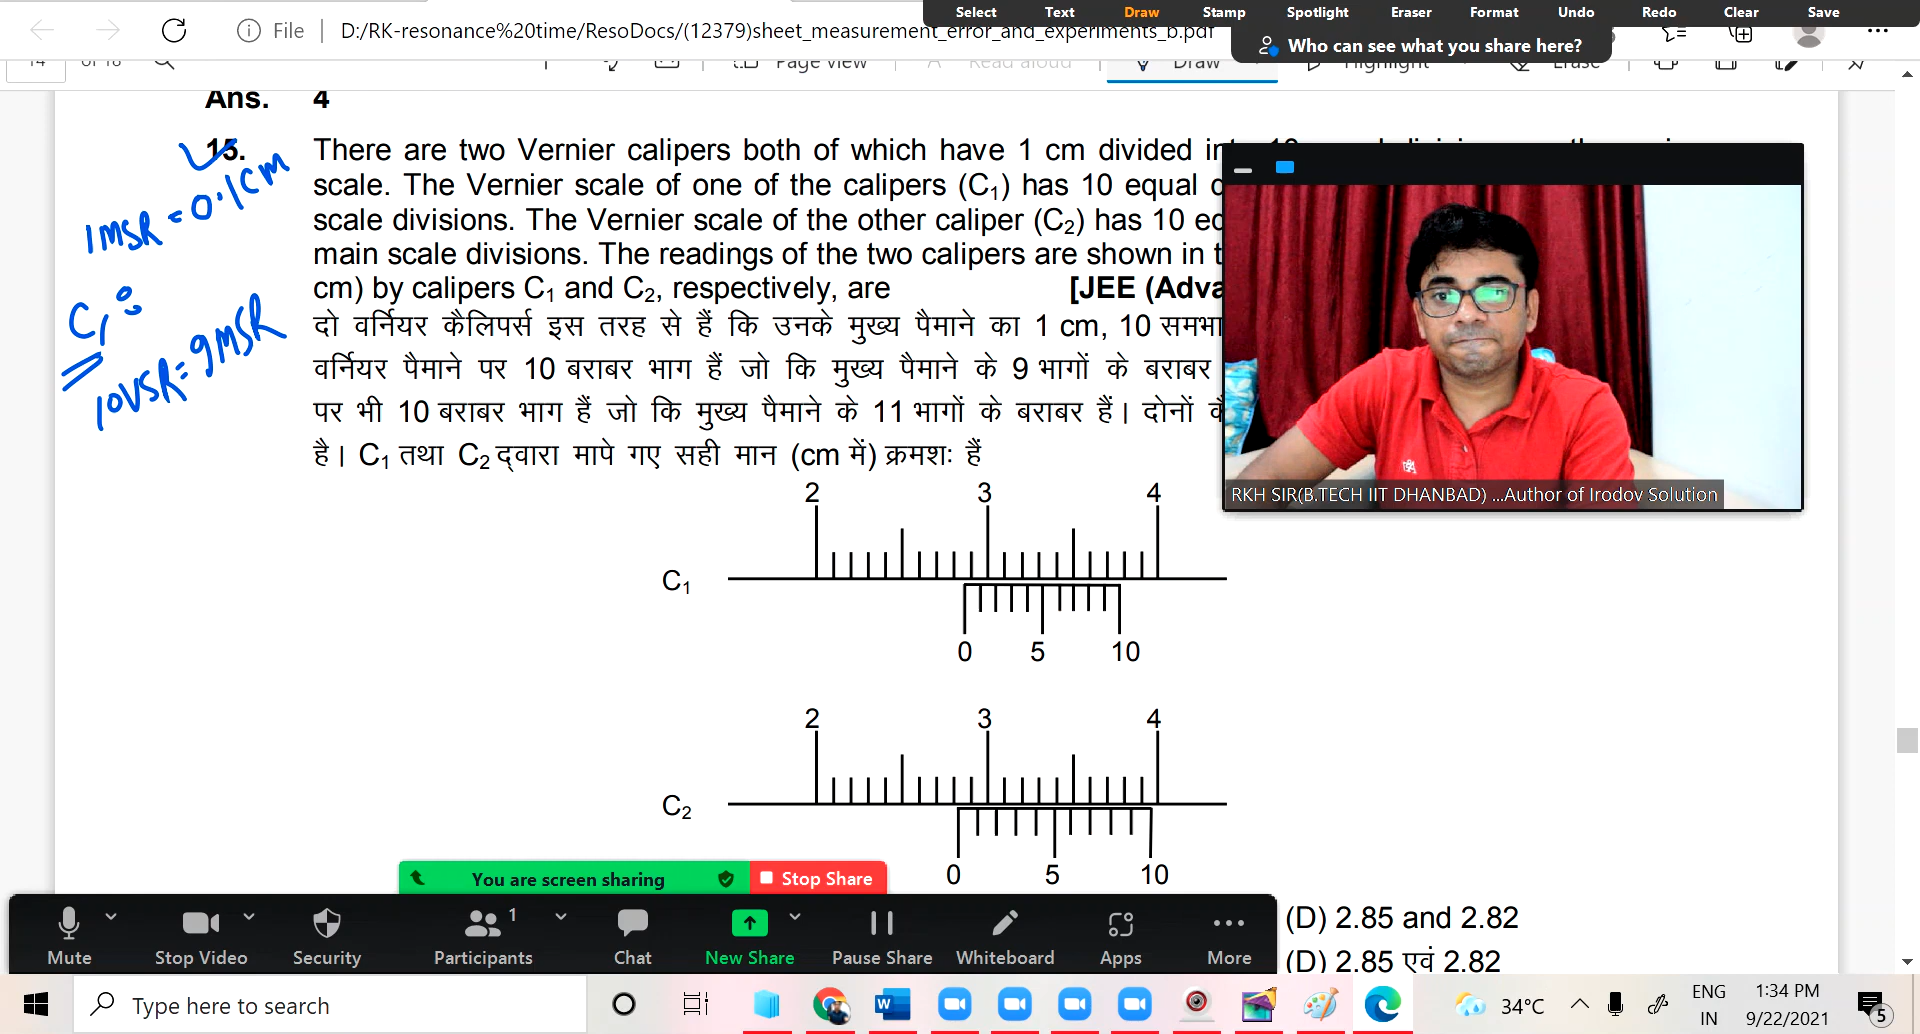 Select Text Draw Stamp Spotlight Eraser Format Undo Redo Clear Save
File D:/RK-resonance%20time/ResoDocs/(12379)sheet_measurement_error_and_experiments_b.pdf
Who can see what you share here?
14 of 18 Page view Read aloud Draw Highlight Erase
Ans. 4
15. There are two Vernier calipers both of which have 1 cm divided
scale. The Vernier scale of one of the calipers (C1) has 10 equal
scale divisions. The Vernier scale of the other caliper (C2) has 10
main scale divisions. The readings of the two calipers are shown in
cm) by calipers C1 and C2, respectively, are [JEE
दो वर्नियर कैलिपर्स इस तरह से हैं कि उनके मुख्य पैमाने का 1 cm, 10
वर्नियर पैमाने पर 10 बराबर भाग हैं जो कि मुख्य पैमाने के 9 भागों के बराबर
पर भी 10 बराबर भाग हैं जो कि मुख्य पैमाने के 11 भागों के बराबर हैं। दोनों
है। C1 तथा C2 द्वारा मापे गए सही मान (cm में) क्रमशः हैं
1MSR = 0.1cm
C1:
10VSR = 9MSR
RKH SIR(B.TECH IIT DHANBAD) ...Author of Irodov Solution
2 3 4
C1
0 5 10
2 3 4
C2
0 5 10
You are screen sharing Stop Share
(D) 2.85 and 2.82
(D) 2.85 एवं 2.82
1
Mute Stop Video Security Participants Chat New Share Pause Share Whiteboard Apps More
Type here to search
34°C ENG 1:34 PM
IN 9/22/2021 5